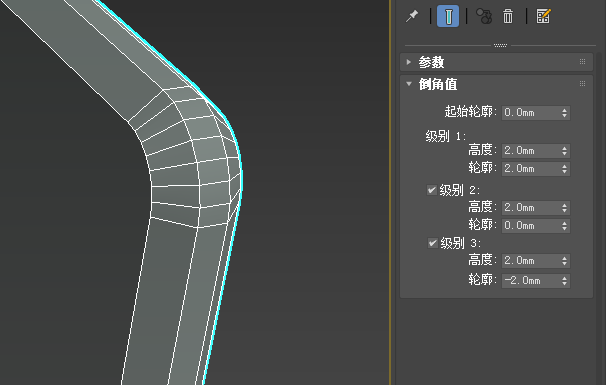 参数
倒角值
起始轮廓: 0.0mm
级别 1:
高度: 2.0mm
轮廓: 2.0mm
级别 2:
高度: 2.0mm
轮廓: 0.0mm
级别 3:
高度: 2.0mm
轮廓: -2.0mm